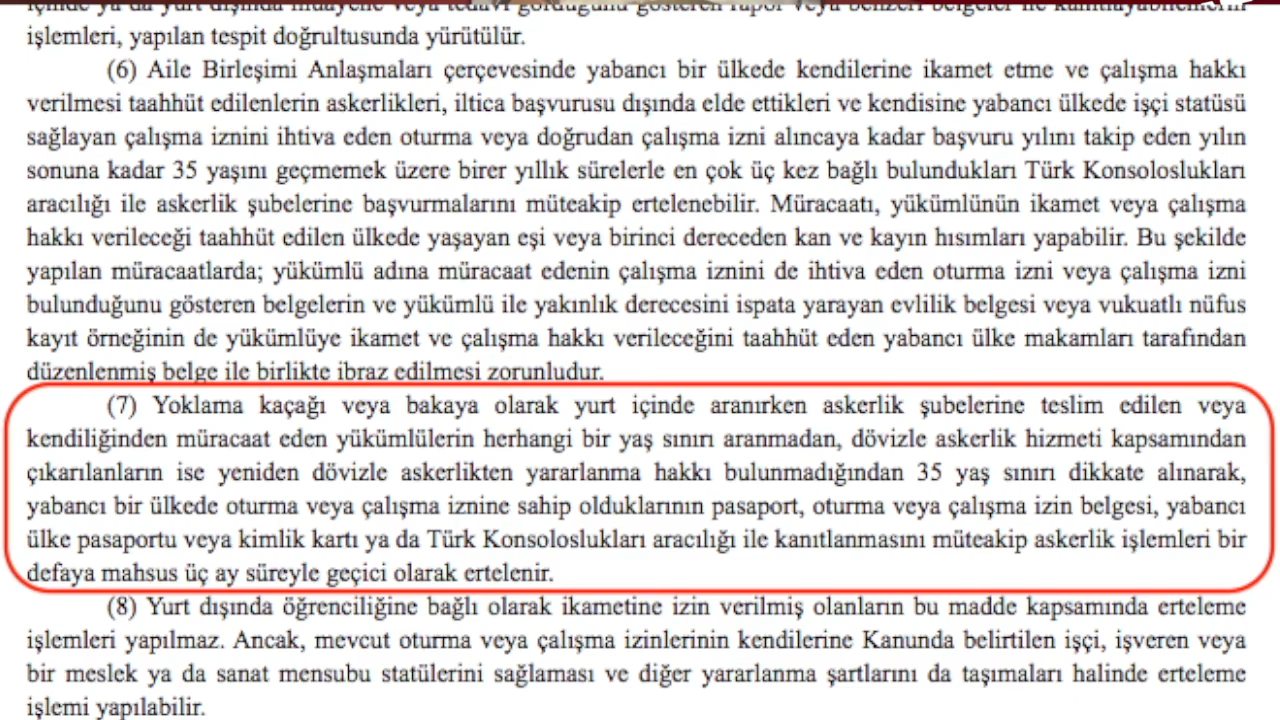 işlemleri, yapılan tespit doğrultusunda yürütülür.
(6) Aile Birleşimi Anlaşmaları çerçevesinde yabancı bir ülkede kendilerine ikamet etme ve çalışma hakkı
verilmesi taahhüt edilenlerin askerlikleri, iltica başvurusu dışında elde ettikleri ve kendisine yabancı ülkede işçi statüsü
sağlayan çalışma iznini ihtiva eden oturma veya doğrudan çalışma izni alıncaya kadar başvuru yılını takip eden yılın
sonuna kadar 35 yaşını geçmemek üzere birer yıllık sürelerle en çok üç kez bağlı bulundukları Türk Konsoloslukları
aracılığı ile askerlik şubelerine başvurmalarını müteakip ertelenebilir. Müracaatı, yükümlünün ikamet veya çalışma
hakkı verileceği taahhüt edilen ülkede yaşayan eşi veya birinci dereceden kan ve kayın hısımları yapabilir. Bu şekilde
yapılan müracaatlarda; yükümlü adına müracaat edenin çalışma iznini de ihtiva eden oturma izni veya çalışma izni
bulunduğunu gösteren belgelerin ve yükümlü ile yakınlık derecesini ispata yarayan evlilik belgesi veya vukuatlı nüfus
kayıt örneğinin de yükümlüye ikamet ve çalışma hakkı verileceğini taahhüt eden yabancı ülke makamları tarafından
düzenlenmiş belge ile birlikte ibraz edilmesi zorunludur.
(7) Yoklama kaçağı veya bakaya olarak yurt içinde aranırken askerlik şubelerine teslim edilen veya
kendiliğinden müracaat eden yükümlülerin herhangi bir yaş sınırı aranmadan, dövizle askerlik hizmeti kapsamından
çıkarılanların ise yeniden dövizle askerlikten yararlanma hakkı bulunmadığından 35 yaş sınırı dikkate alınarak,
yabancı bir ülkede oturma veya çalışma iznine sahip olduklarının pasaport, oturma veya çalışma izin belgesi, yabancı
ülke pasaportu veya kimlik kartı ya da Türk Konsoloslukları aracılığı ile kanıtlanmasını müteakip askerlik işlemleri bir
defaya mahsus üç ay süreyle geçici olarak ertelenir.
(8) Yurt dışında öğrenciliğine bağlı olarak ikametine izin verilmiş olanların bu madde kapsamında erteleme
işlemleri yapılmaz. Ancak, mevcut oturma veya çalışma izinlerinin kendilerine Kanunda belirtilen işçi, işveren veya
bir meslek ya da sanat mensubu statülerini sağlaması ve diğer yararlanma şartlarını da taşımaları halinde erteleme
işlemi yapılabilir.